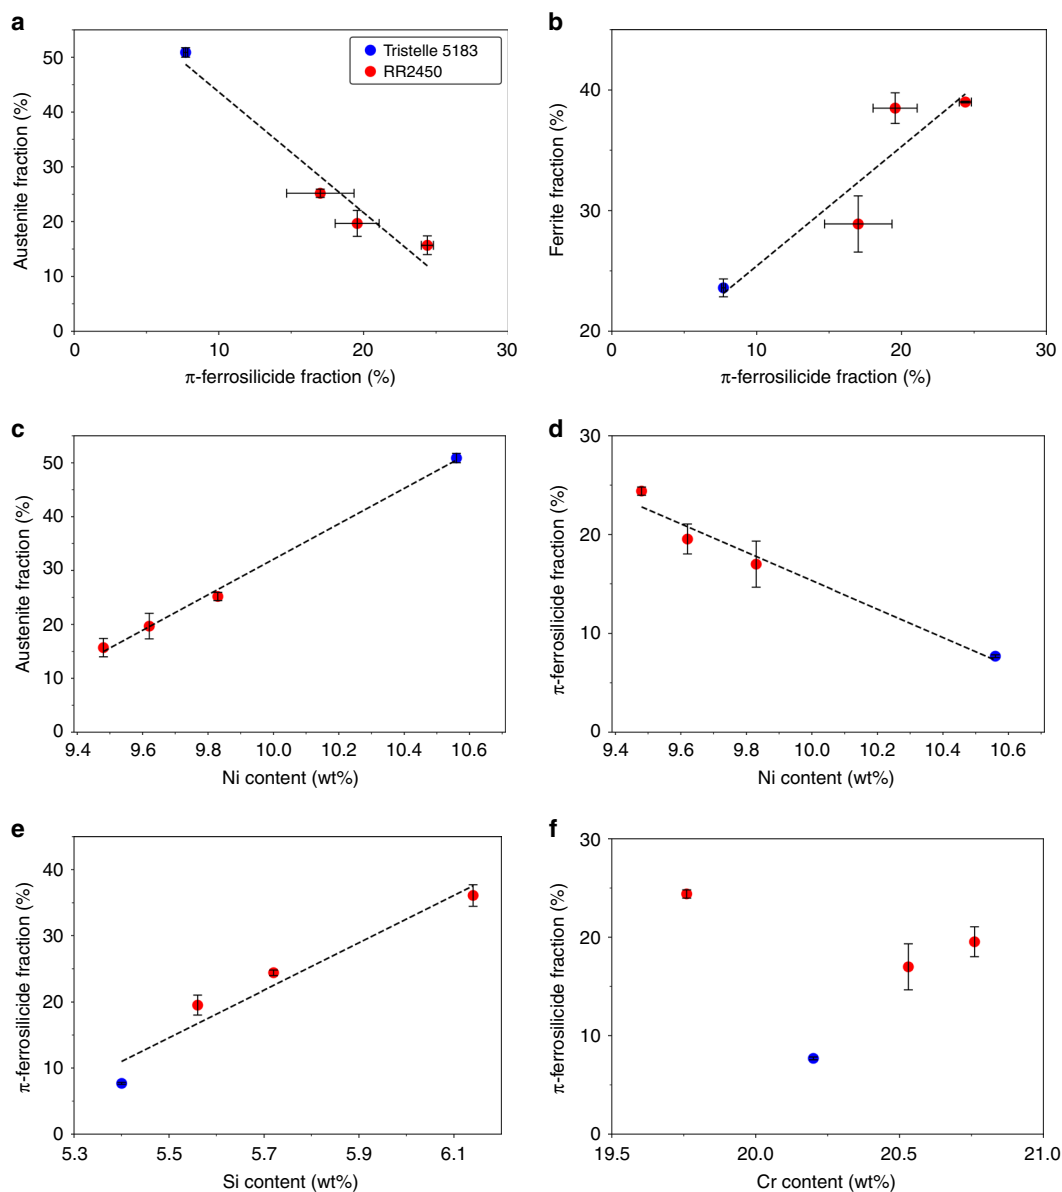 a
Austenite fraction (%)
50
40
30
20
10
0
0
10
20
30
π-ferrosilicide fraction (%)
Tristelle 5183
RR2450
b
Ferrite fraction (%)
40
30
20
0
10
20
30
π-ferrosilicide fraction (%)
c
Austenite fraction (%)
50
40
30
20
10
0
9.4
9.6
9.8
10.0
10.2
10.4
10.6
Ni content (wt%)
d
π-ferrosilicide fraction (%)
30
20
10
0
9.4
9.6
9.8
10.0
10.2
10.4
10.6
Ni content (wt%)
e
π-ferrosilicide fraction (%)
40
30
20
10
0
5.3
5.5
5.7
5.9
6.1
Si content (wt%)
f
π-ferrosilicide fraction (%)
30
20
10
0
19.5
20.0
20.5
21.0
Cr content (wt%)